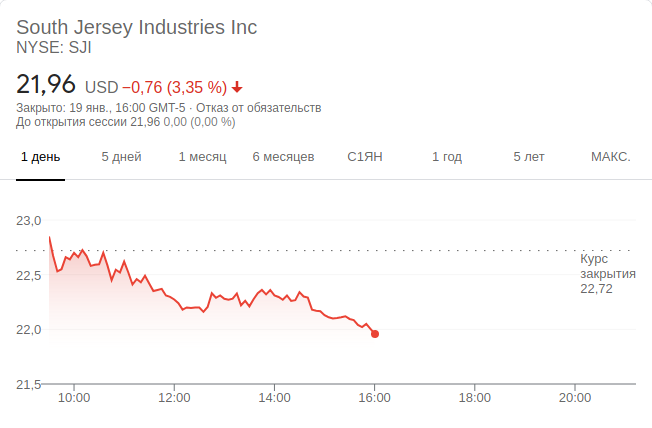 South Jersey Industries Inc
NYSE: SJI
21,96 USD −0,76 (3,35 %)
Закрыто: 19 янв., 16:00 GMT-5 · Отказ от обязательств
До открытия сессии 21,96 0,00 (0,00 %)
1 день 5 дней 1 месяц 6 месяцев С1ЯН 1 год 5 лет МАКС.
23,0
Курс
закрытия
22,72
22,5
22,0
21,5
10:00 12:00 14:00 16:00 18:00 20:00